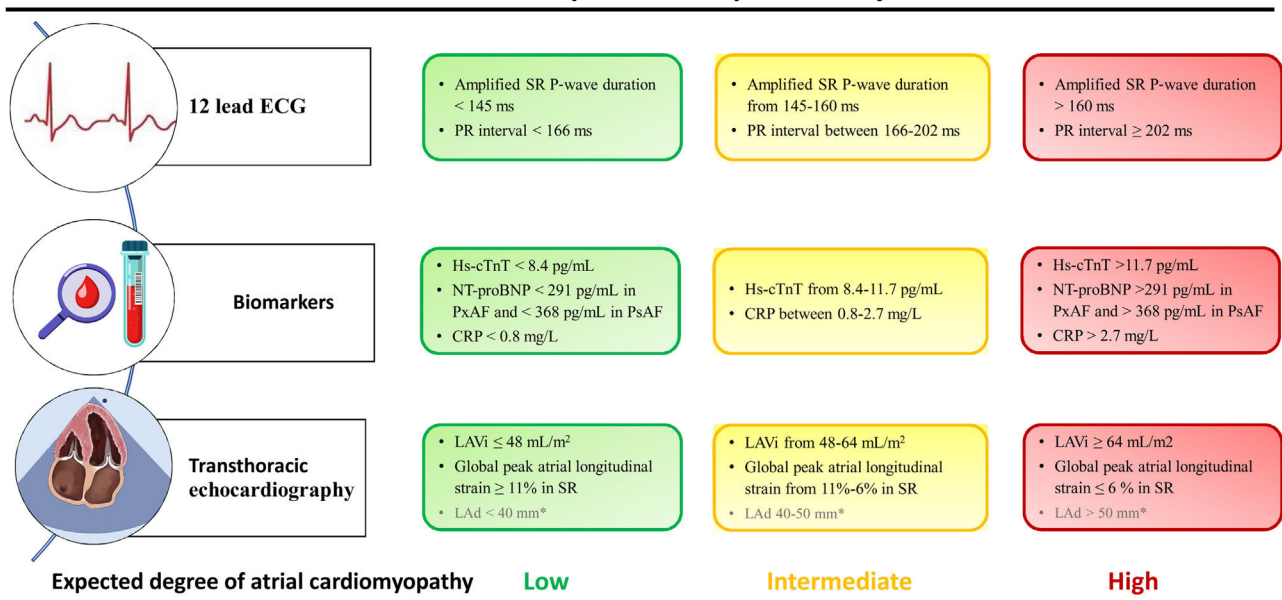 12 lead ECG
• Amplified SR P-wave duration
< 145 ms
• PR interval < 166 ms
• Amplified SR P-wave duration
from 145-160 ms
• PR interval between 166-202 ms
• Amplified SR P-wave duration
> 160 ms
• PR interval ≥ 202 ms
Biomarkers
• Hs-cTnT < 8.4 pg/mL
• NT-proBNP < 291 pg/mL in
PxAF and < 368 pg/mL in PsAF
• CRP < 0.8 mg/L
• Hs-cTnT from 8.4-11.7 pg/mL
• CRP between 0.8-2.7 mg/L
• Hs-cTnT >11.7 pg/mL
• NT-proBNP >291 pg/mL in
PxAF and > 368 pg/mL in PsAF
• CRP > 2.7 mg/L
Transthoracic
echocardiography
• LAVi ≤ 48 mL/m²
• Global peak atrial longitudinal
strain ≥ 11% in SR
• LAd < 40 mm*
• LAVi from 48-64 mL/m²
• Global peak atrial longitudinal
strain from 11%-6% in SR
• LAd 40-50 mm*
• LAVi ≥ 64 mL/m2
• Global peak atrial longitudinal
strain ≤ 6 % in SR
• LAd > 50 mm*
Expected degree of atrial cardiomyopathy Low Intermediate High